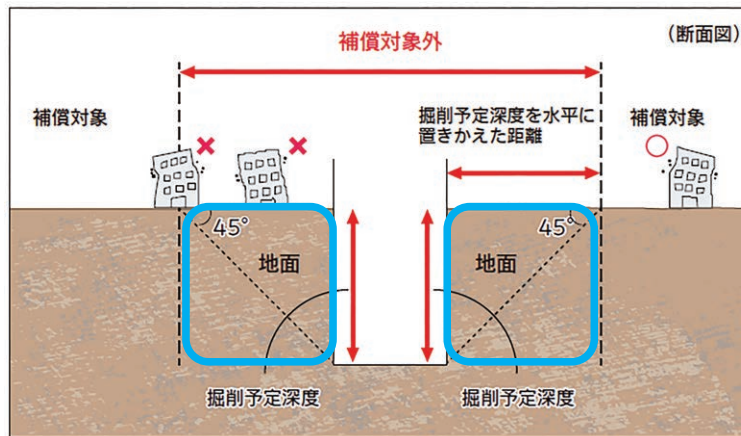 (断面図)
補償対象外
補償対象
掘削予定深度を水平に
置きかえた距離
補償対象
45°
地面
地面
45°
掘削予定深度
掘削予定深度